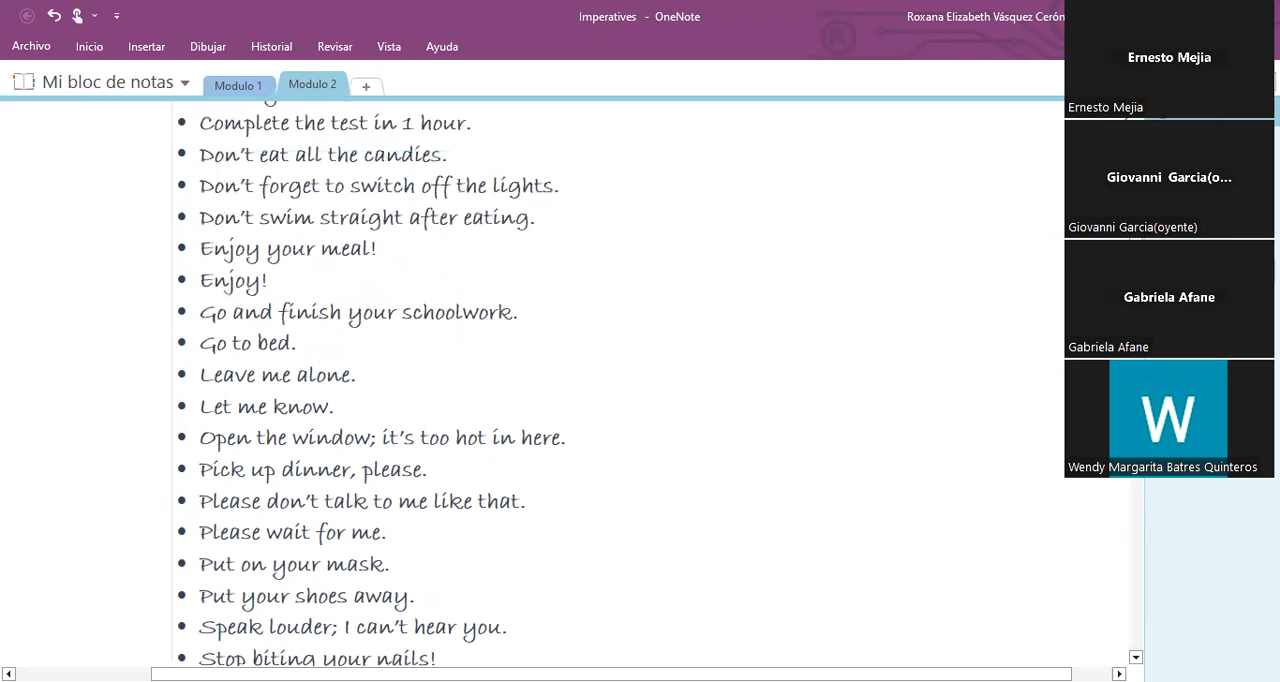 Imperatives - OneNote
Roxana Elizabeth Vásquez Cerón
Archivo Inicio Insertar Dibujar Historial Revisar Vista Ayuda
Mi bloc de notas Modulo 1 Modulo 2 +
• Complete the test in 1 hour.
• Don't eat all the candies.
• Don't forget to switch off the lights.
• Don't swim straight after eating.
• Enjoy your meal!
• Enjoy!
• Go and finish your schoolwork.
• Go to bed.
• Leave me alone.
• Let me know.
• Open the window; it's too hot in here.
• Pick up dinner, please.
• Please don't talk to me like that.
• Please wait for me.
• Put on your mask.
• Put your shoes away.
• Speak louder; I can't hear you.
• Stop biting your nails!
Ernesto Mejia
Ernesto Mejia
Giovanni Garcia(o...
Giovanni Garcia(oyente)
Gabriela Afane
Gabriela Afane
W
Wendy Margarita Batres Quinteros